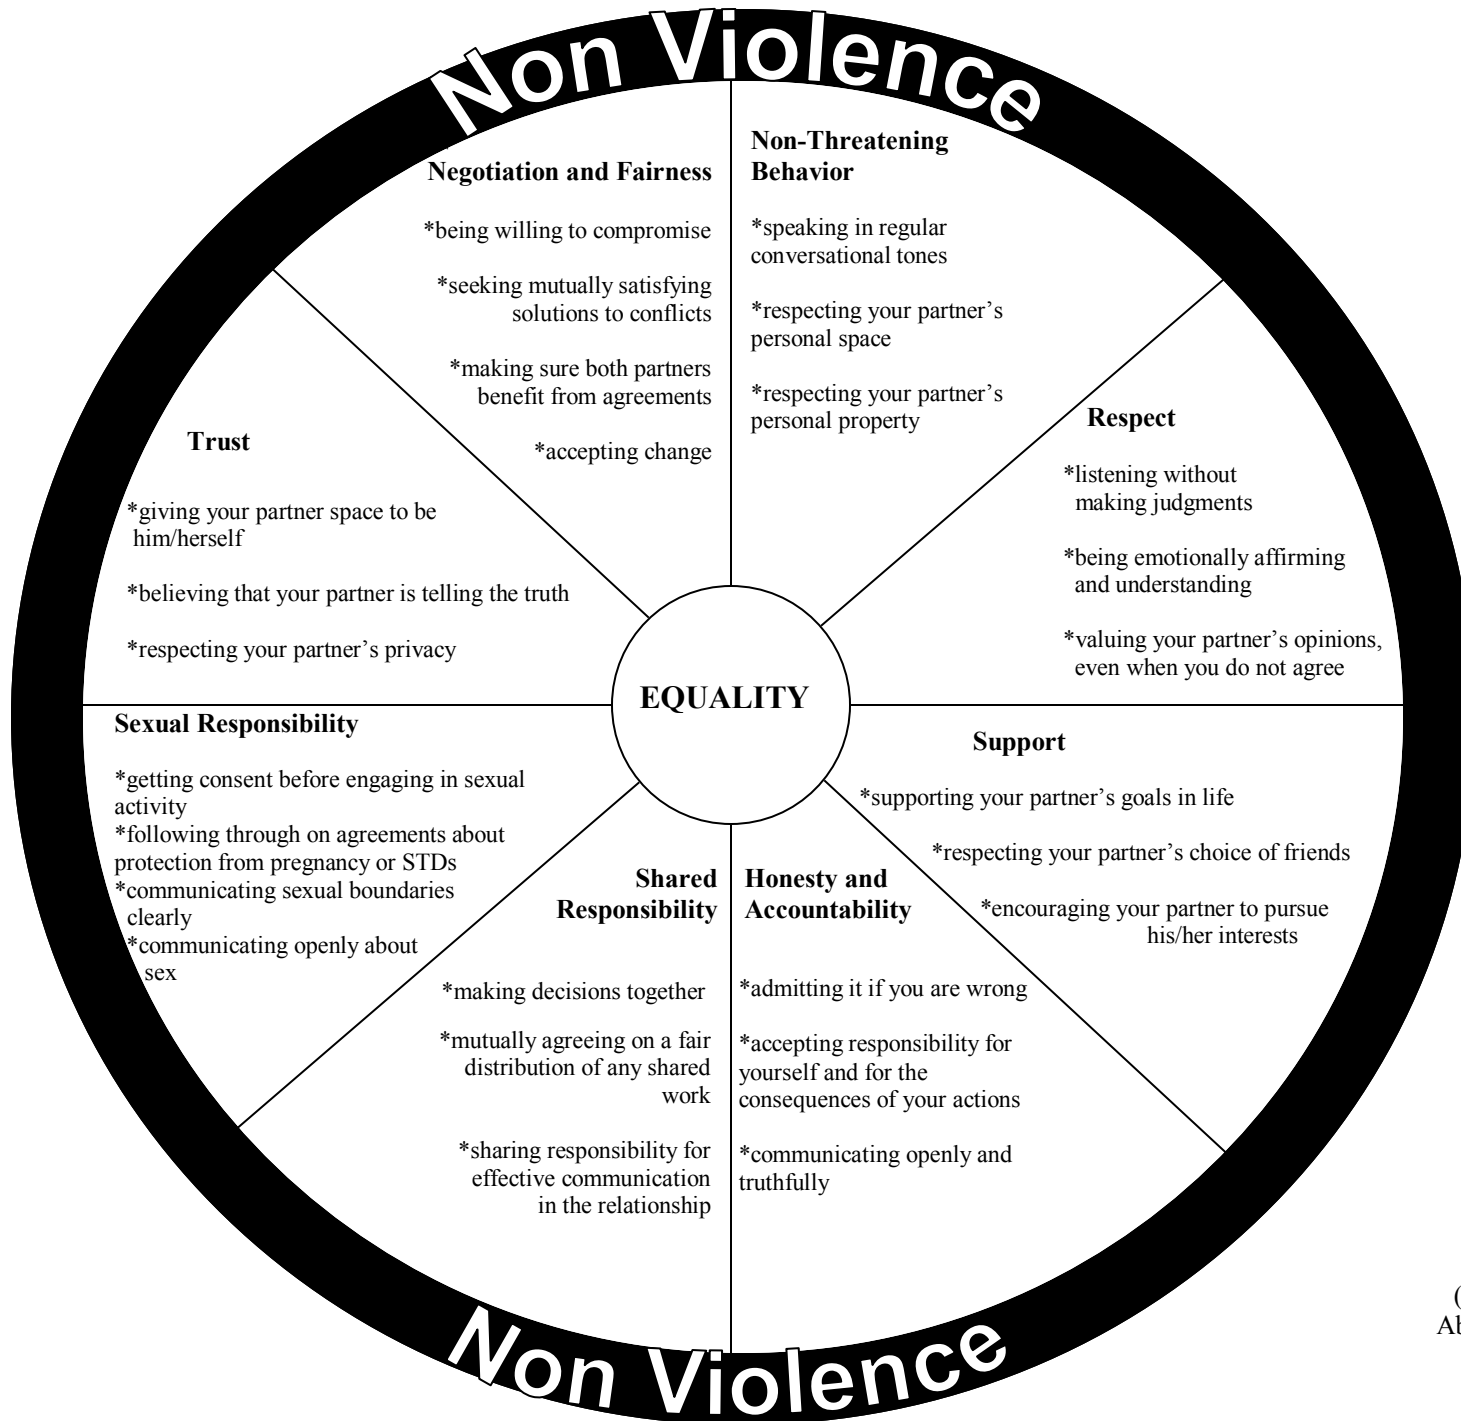 Non Violence
Non-Threatening
Behavior
*speaking in regular
conversational tones
*respecting your partner’s
personal space
*respecting your partner’s
personal property
Respect
*listening without
making judgments
*being emotionally affirming
and understanding
*valuing your partner’s opinions,
even when you do not agree
Support
*supporting your partner’s goals in life
*respecting your partner’s choice of friends
*encouraging your partner to pursue
his/her interests
Honesty and
Accountability
*admitting it if you are wrong
*accepting responsibility for
yourself and for the
consequences of your actions
*communicating openly and
truthfully
Shared
Responsibility
*making decisions together
*mutually agreeing on a fair
distribution of any shared
work
*sharing responsibility for
effective communication
in the relationship
Sexual Responsibility
*getting consent before engaging in sexual
activity
*following through on agreements about
protection from pregnancy or STDs
*communicating sexual boundaries
clearly
*communicating openly about
sex
Trust
*giving your partner space to be
him/herself
*believing that your partner is telling the truth
*respecting your partner’s privacy
Negotiation and Fairness
*being willing to compromise
*seeking mutually satisfying
solutions to conflicts
*making sure both partners
benefit from agreements
*accepting change
EQUALITY
Non Violence
(
Ab